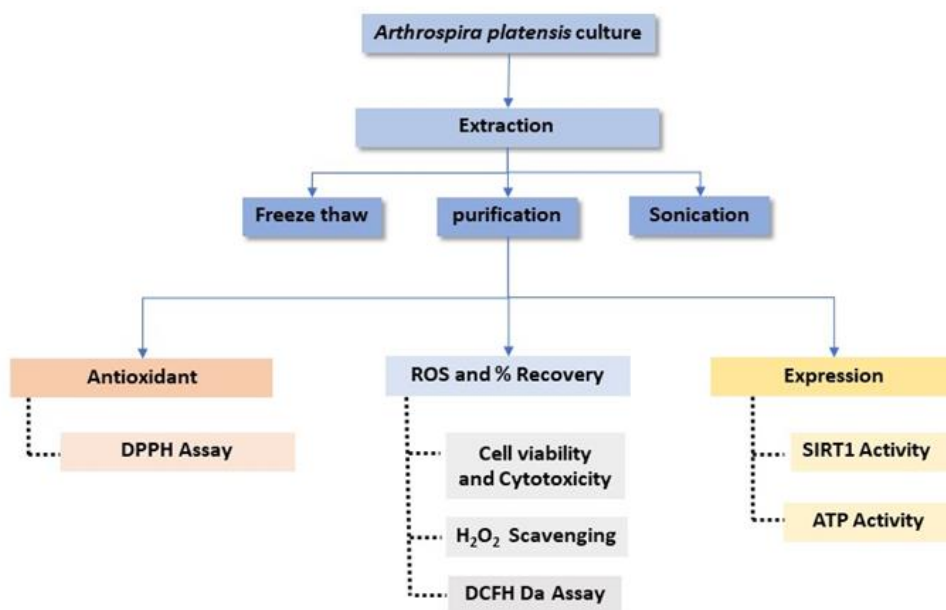 Arthrospira platensis culture
Extraction
Freeze thaw
purification
Sonication
Antioxidant
ROS and % Recovery
Expression
DPPH Assay
Cell viability
and Cytotoxicity
SIRT1 Activity
H₂O₂ Scavenging
ATP Activity
DCFH Da Assay